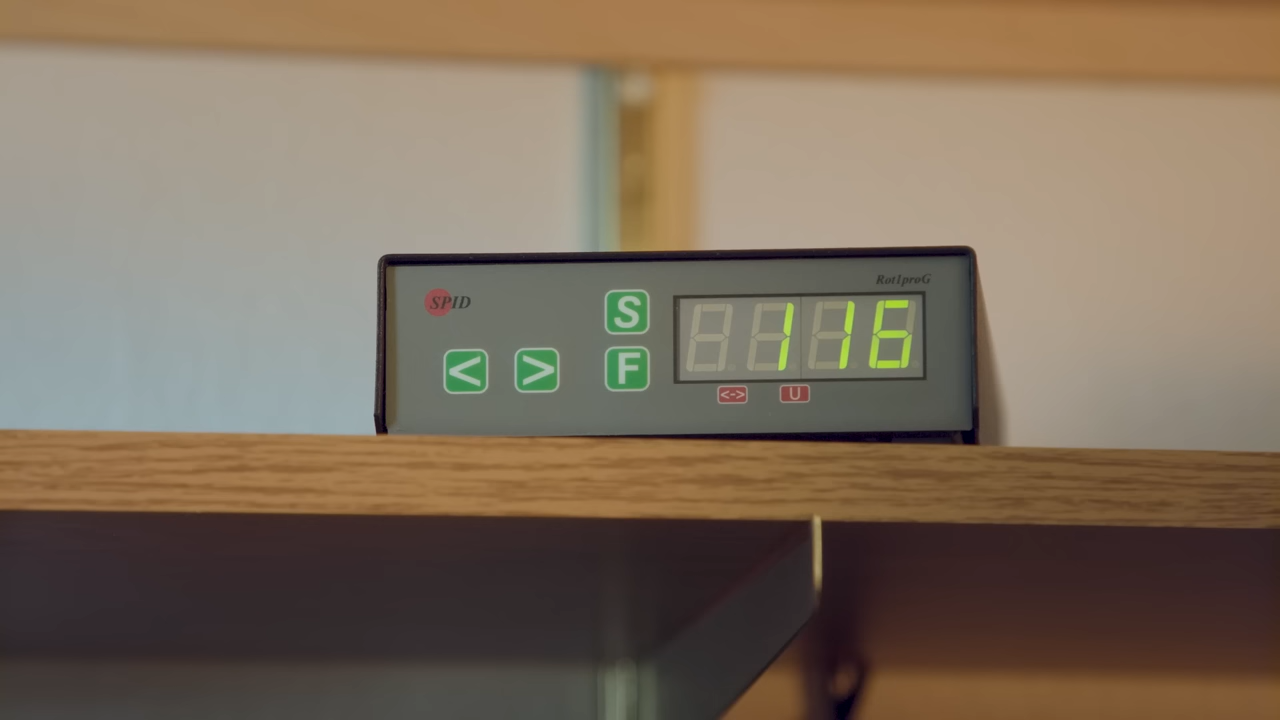 SPID
Rot1proG
S
116
< > F
<-> U